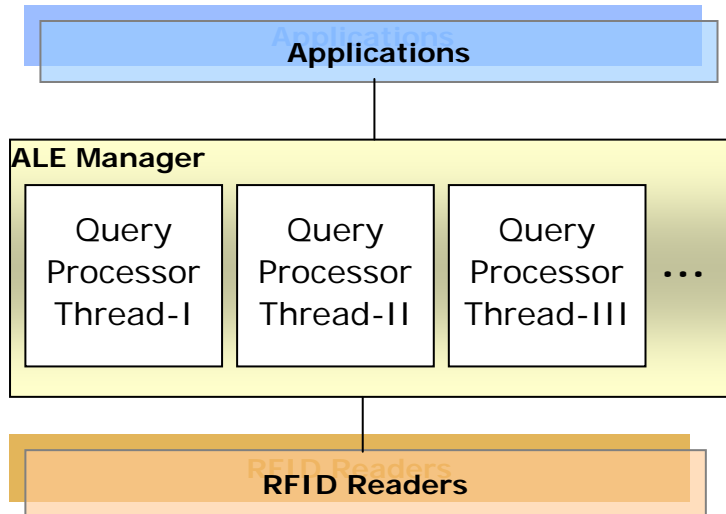 Applications
Applications
ALE Manager
Query
Processor
Thread-I
Query
Processor
Thread-II
Query
Processor
Thread-III
...
RFID Readers
RFID Readers